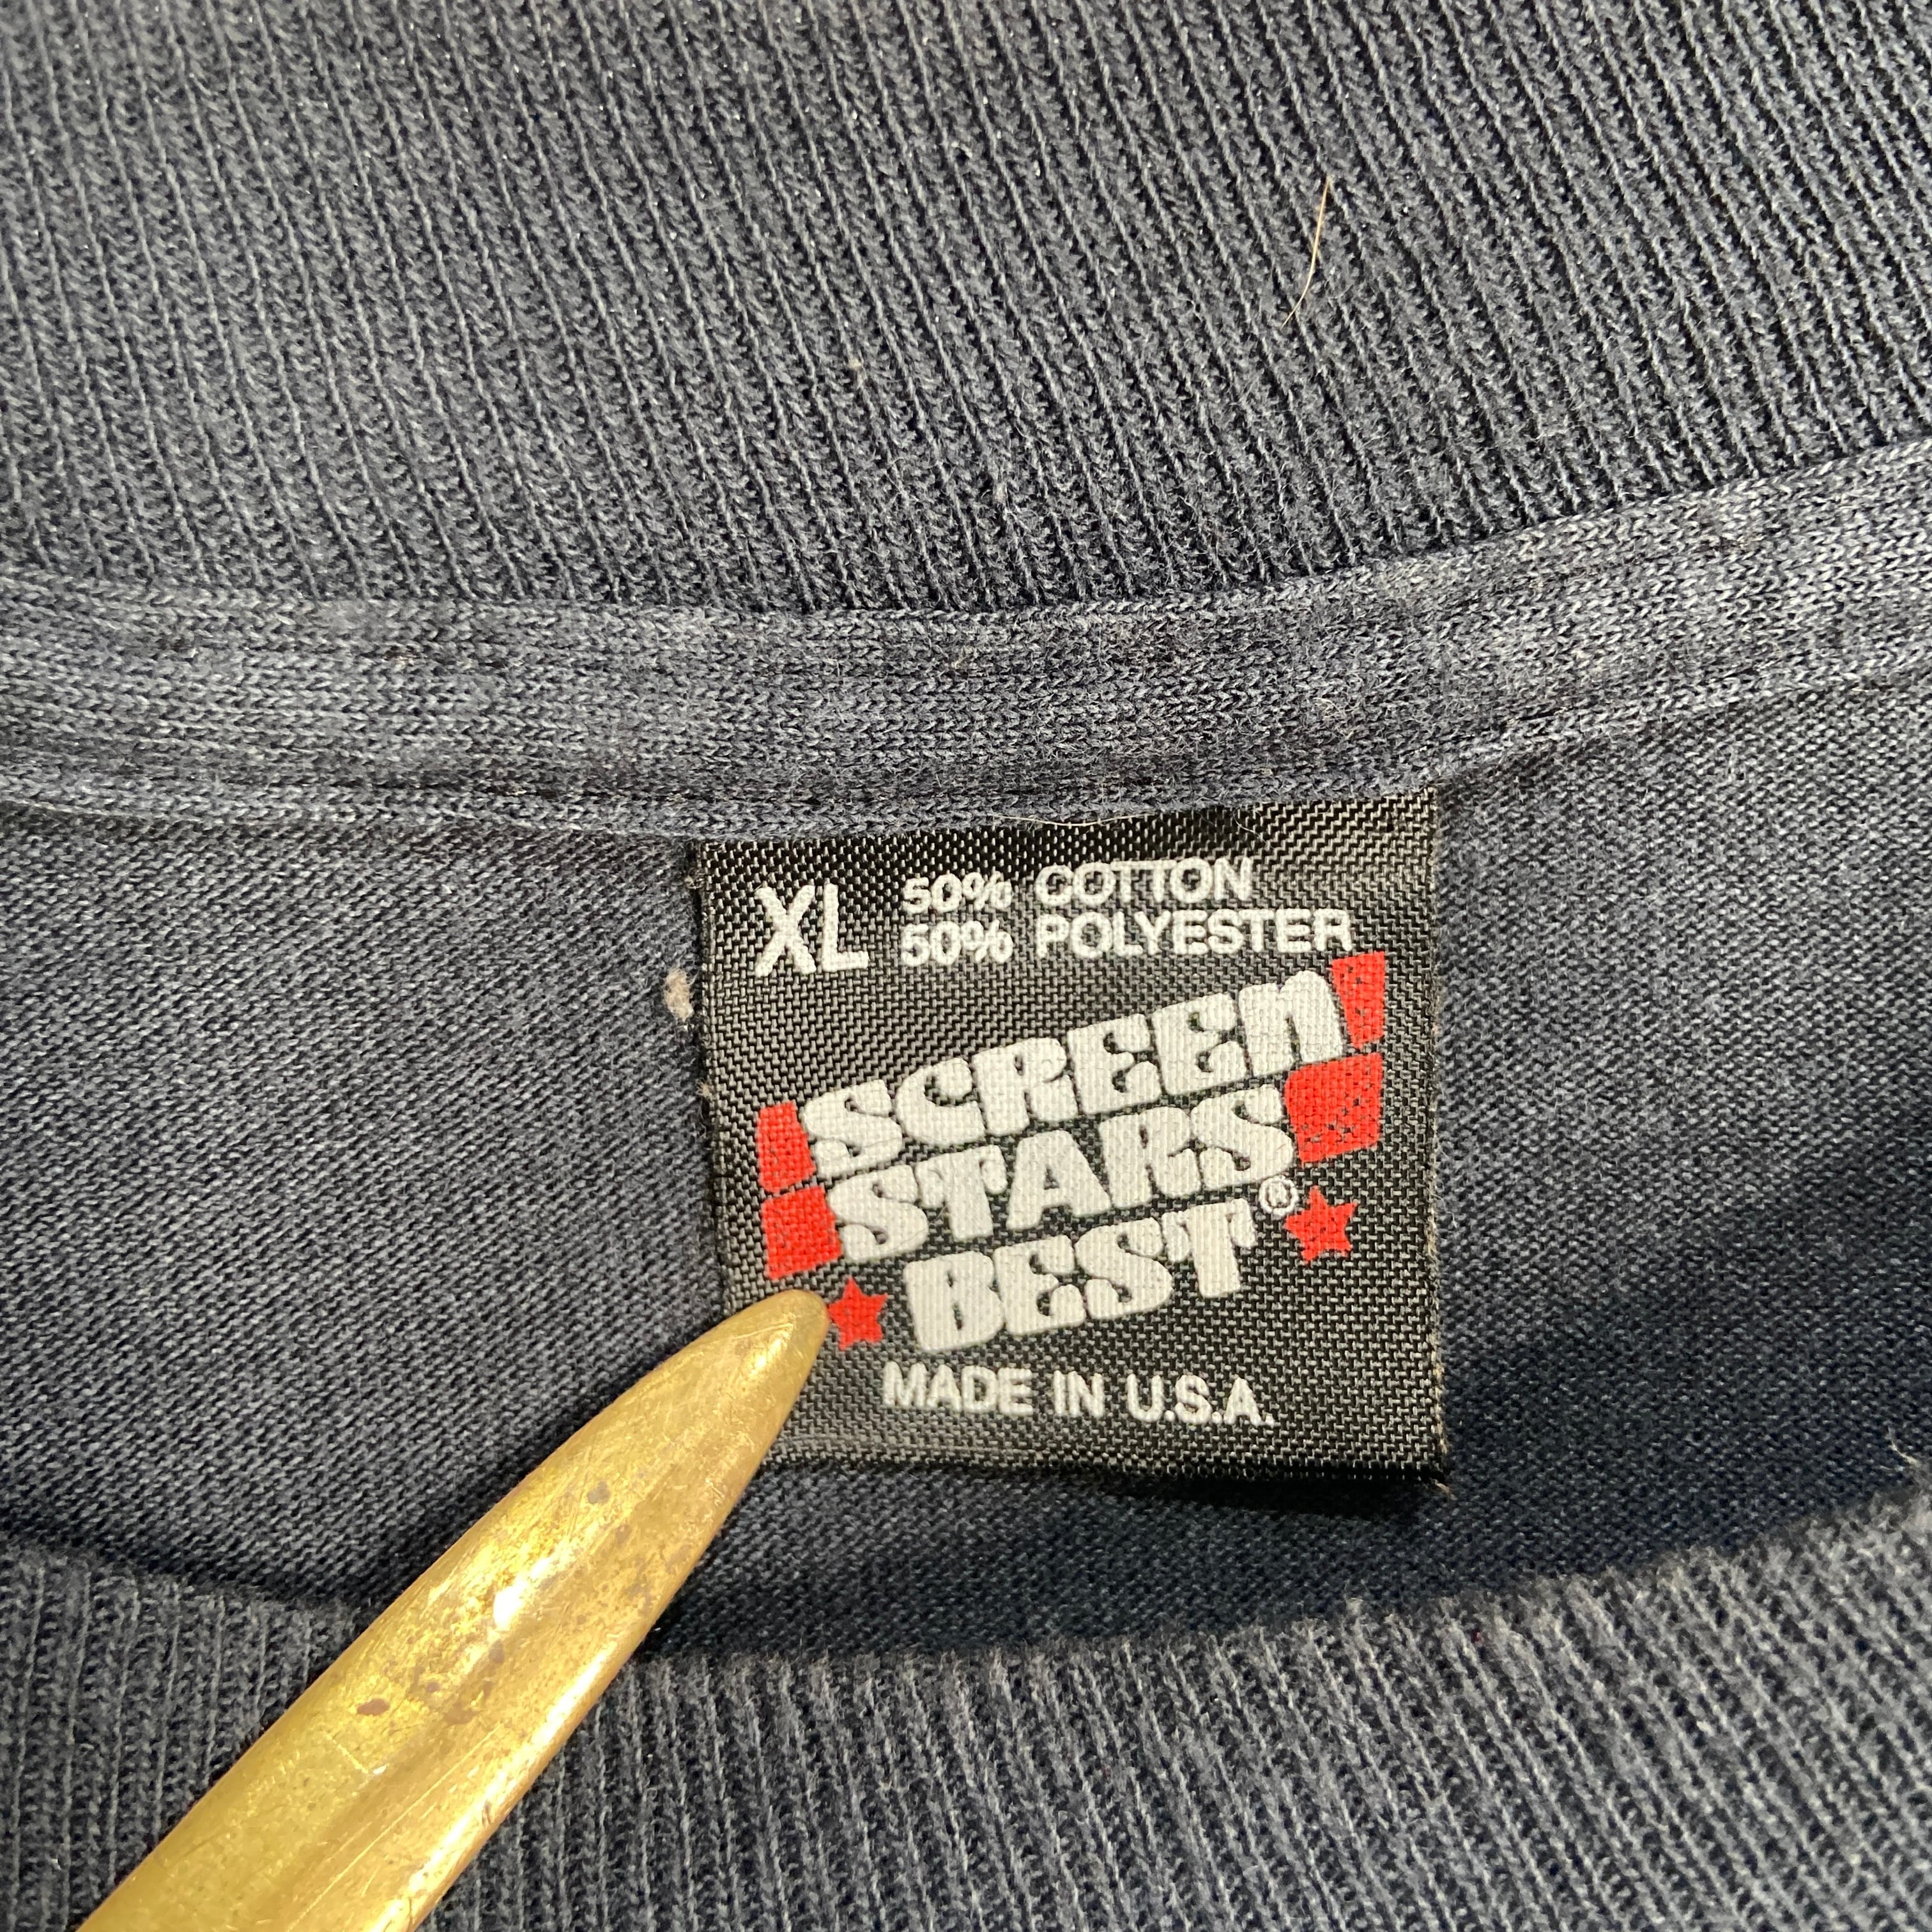 XL 50% COTTON
50% POLYESTER
SCREEN
STARS
BEST®
MADE IN U.S.A.